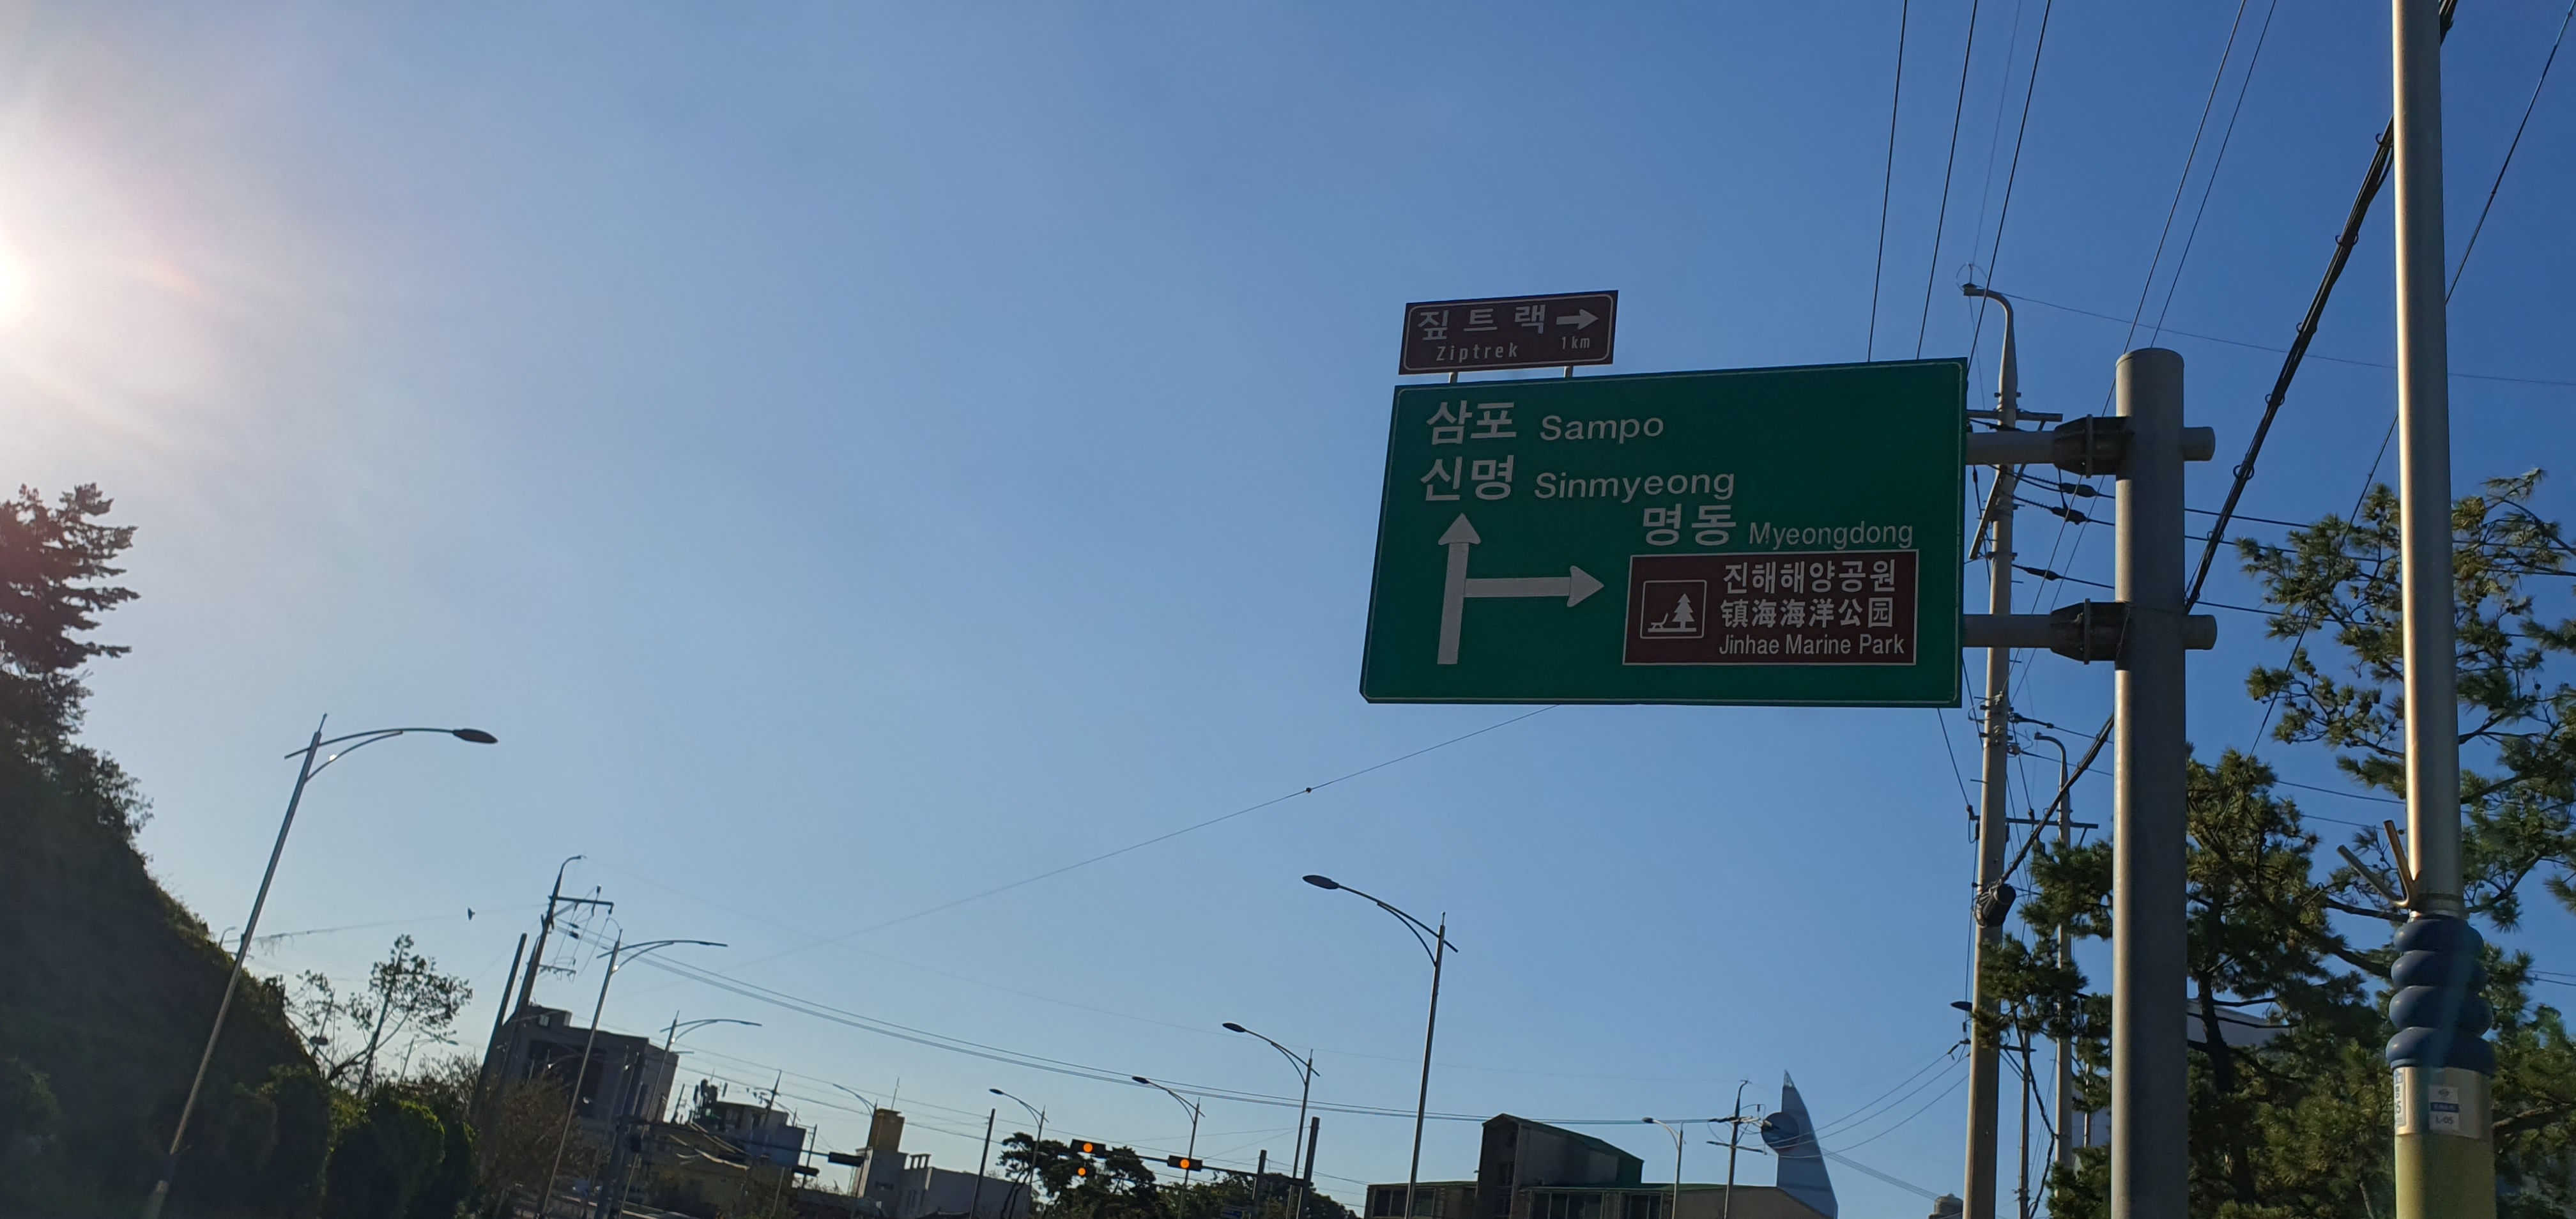 짚트랙
Ziptrek 1km
삼포 Sampo
신명 Sinmyeong
명동 Myeongdong
진해해양공원
镇海海洋公园
Jinhae Marine Park